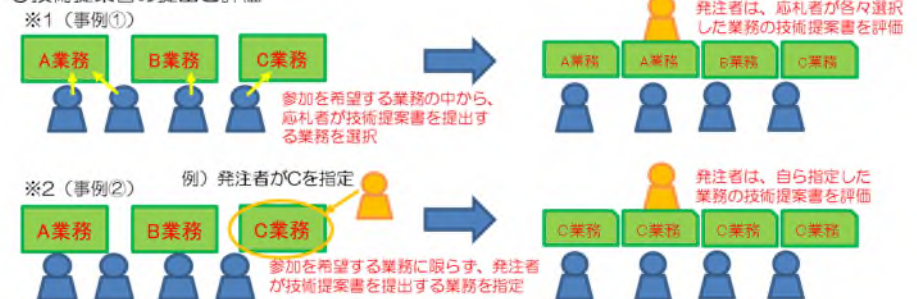 ※1（事例①）
A業務
B業務
C業務
参加を希望する業務の中から、
応札者が技術提案書を提出す
る業務を選択
発注者は、応札者が各々選択
した業務の技術提案書を評価
A業務
A業務
B業務
C業務
※2（事例②）
例）発注者がCを指定
A業務
B業務
C業務
参加を希望する業務に限らず、発注者
が技術提案書を提出する業務を指定
発注者は、自ら指定した
業務の技術提案書を評価
C業務
C業務
C業務
C業務